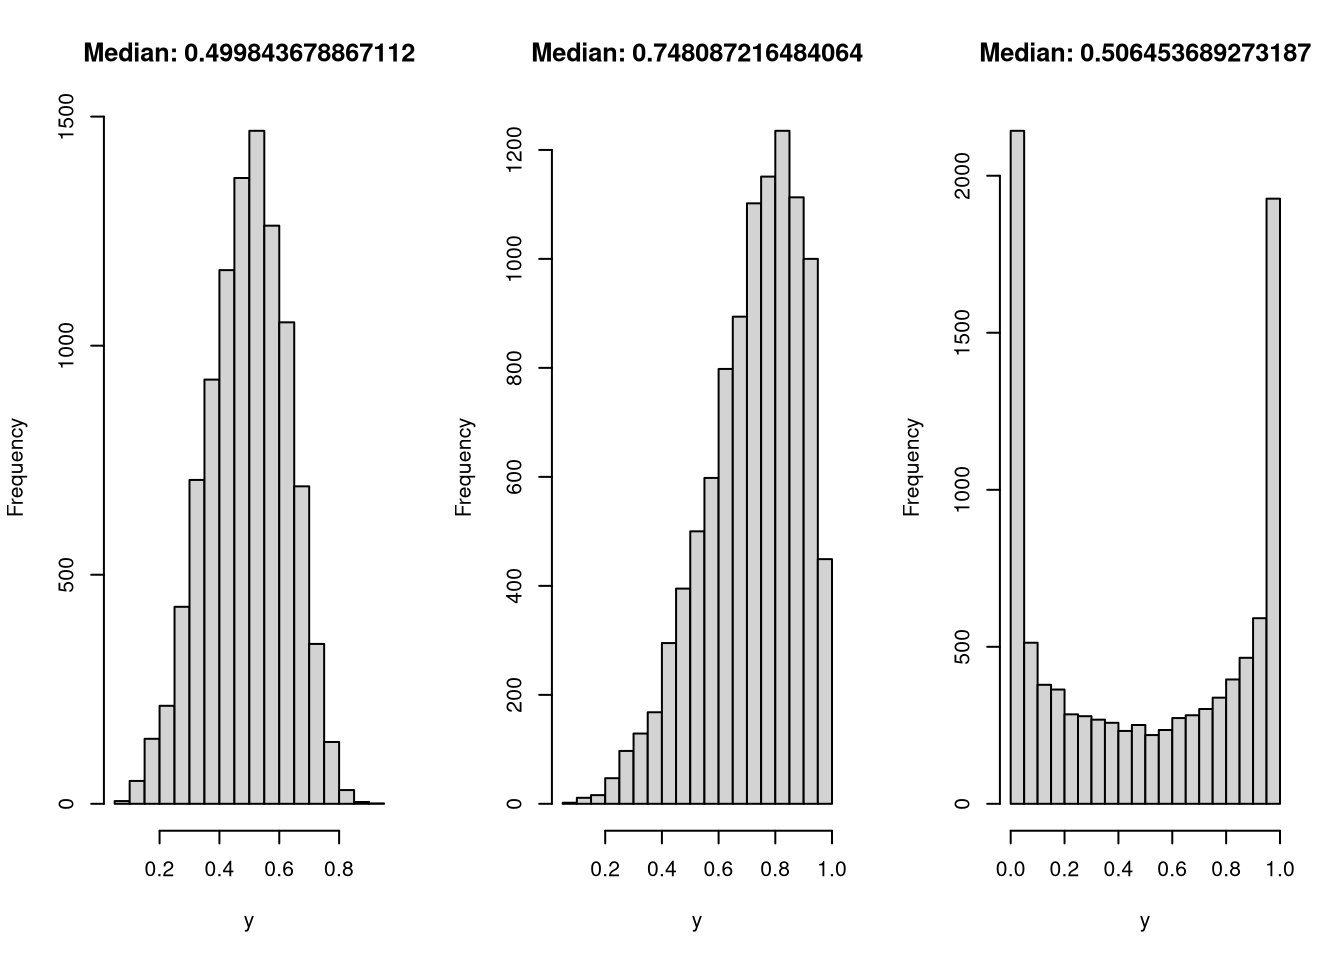 Median: 0.499843678867112
Frequency
0
500
1000
1500
0.2 0.4 0.6 0.8
y
Median: 0.748087216484064
Frequency
0
200
400
600
800
1000
1200
0.2 0.4 0.6 0.8 1.0
y
Median: 0.506453689273187
Frequency
0
500
1000
1500
2000
0.0 0.2 0.4 0.6 0.8 1.0
y